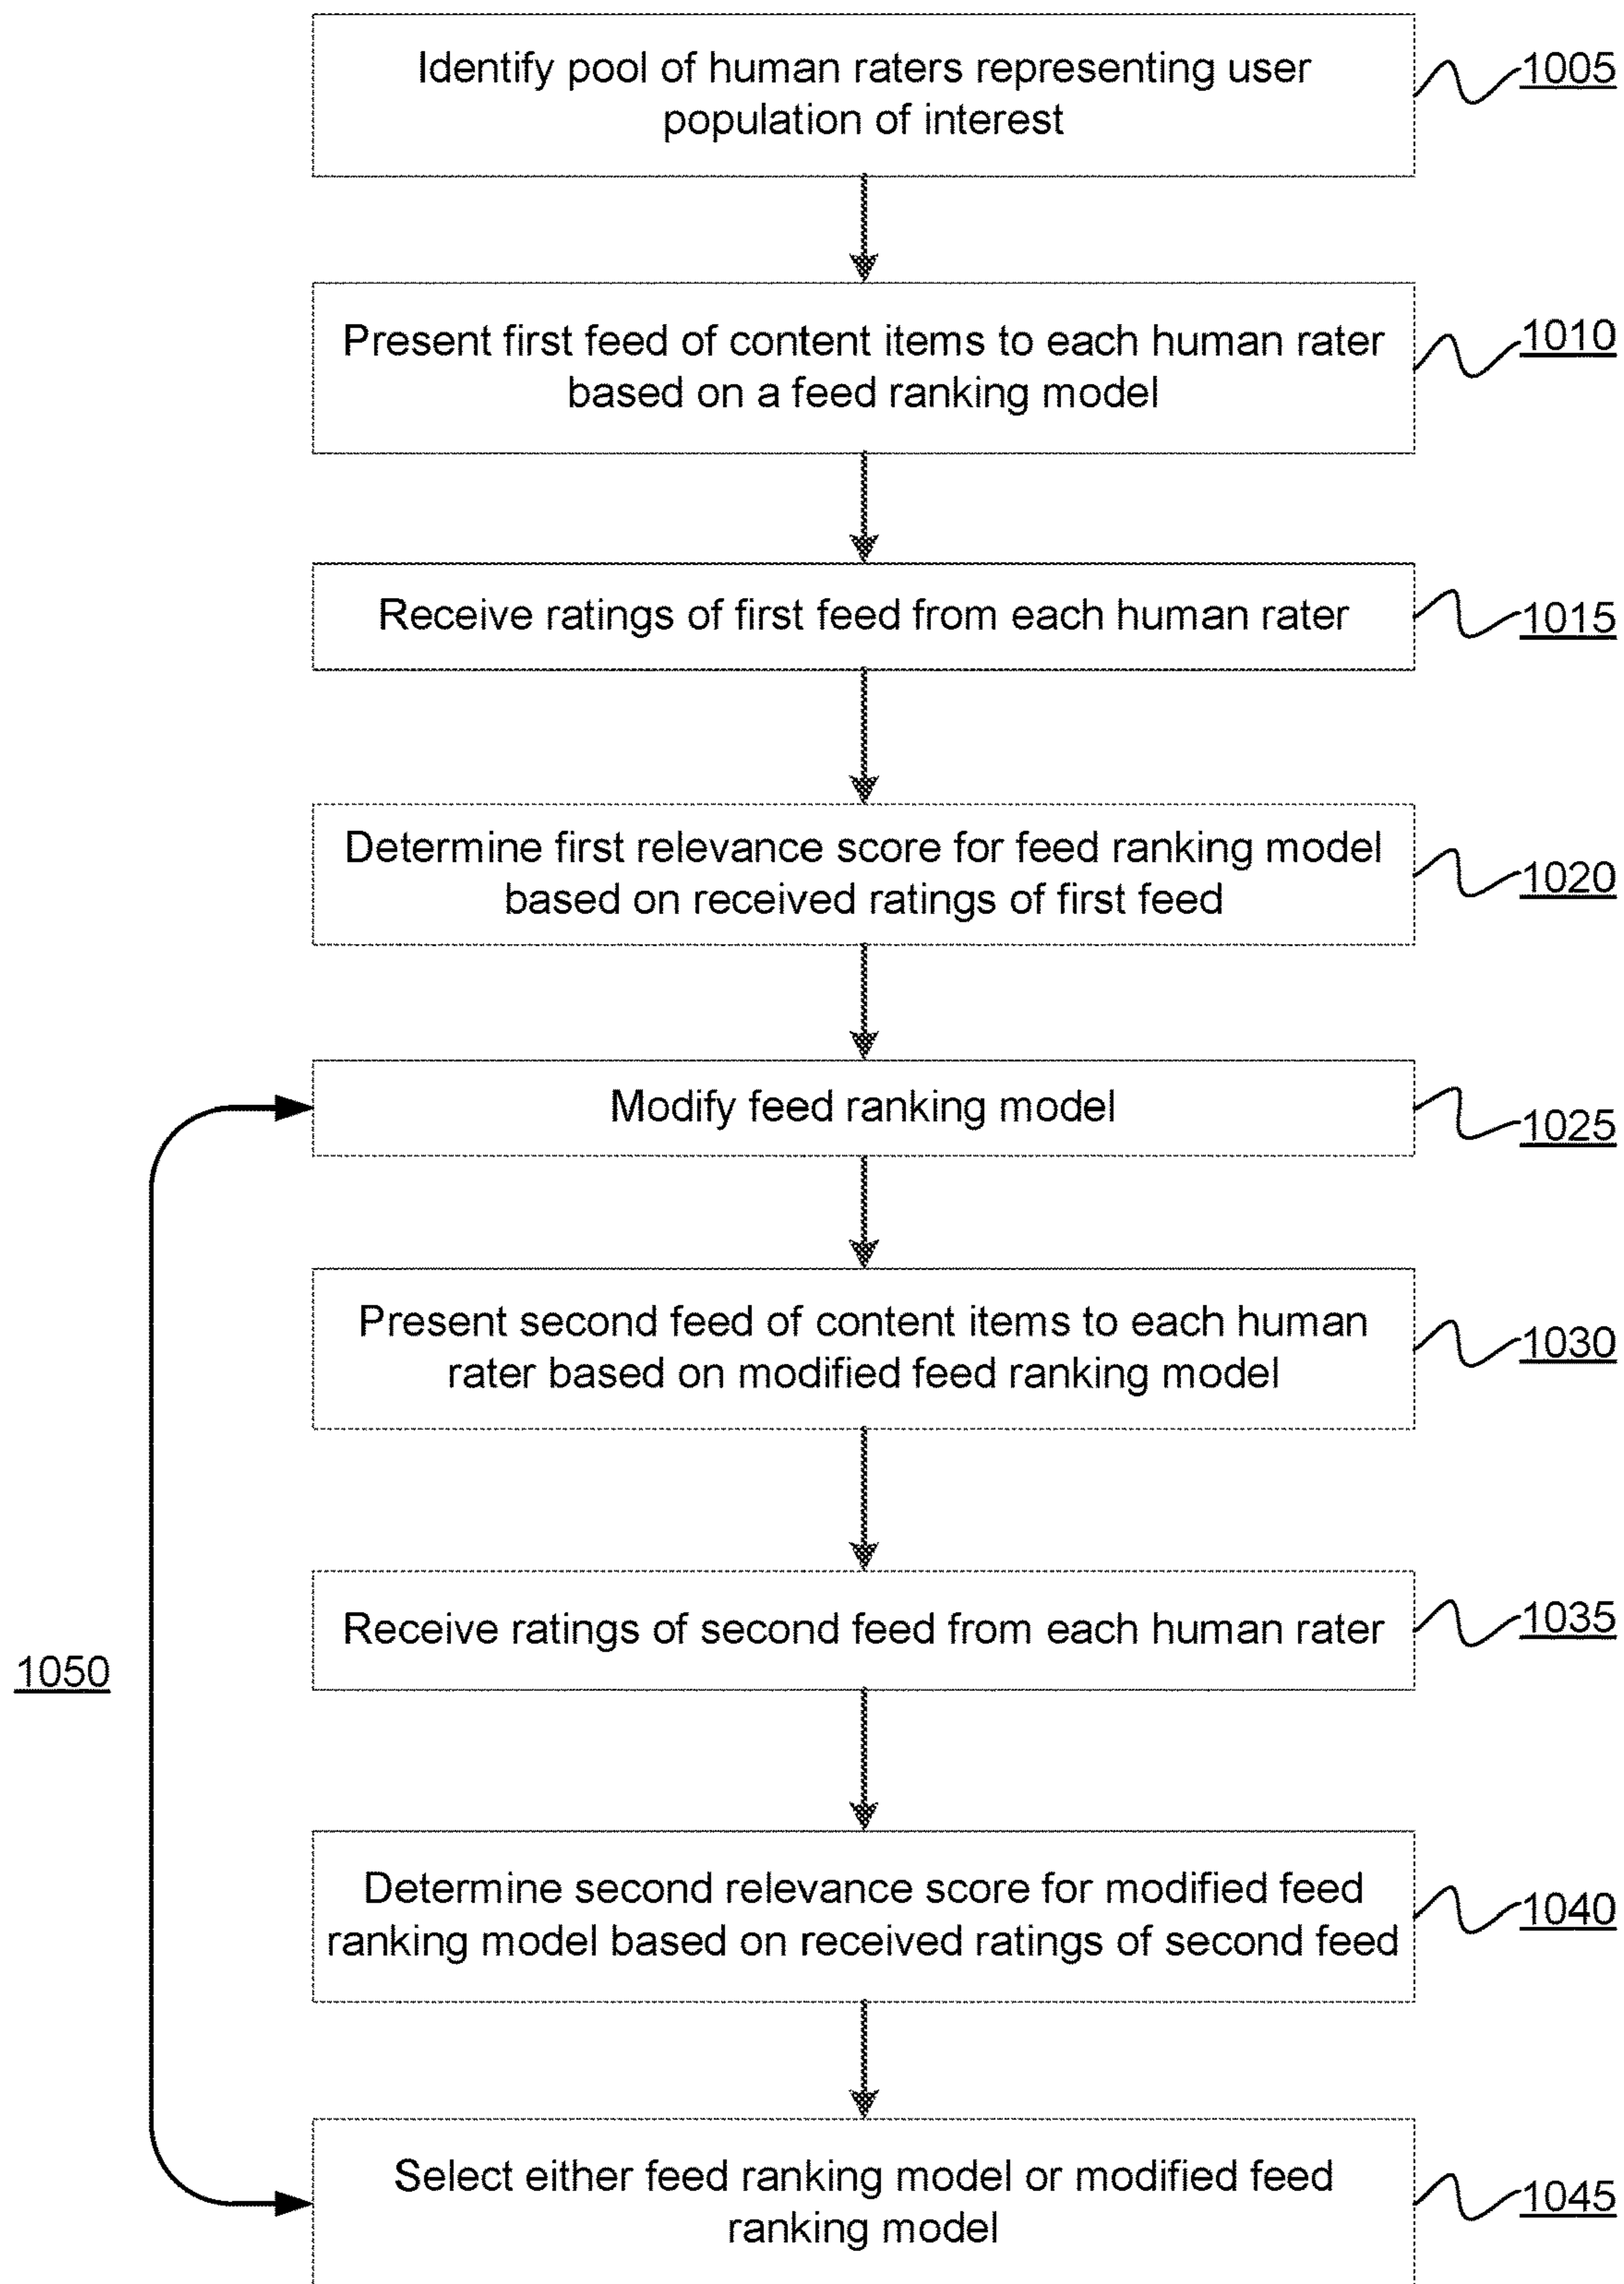 Identify pool of human raters representing user
population of interest
1005
Present first feed of content items to each human rater
based on a feed ranking model
1010
Receive ratings of first feed from each human rater
1015
Determine first relevance score for feed ranking model
based on received ratings of first feed
1020
Modify feed ranking model
1025
Present second feed of content items to each human
rater based on modified feed ranking model
1030
Receive ratings of second feed from each human rater
1035
1050
Determine second relevance score for modified feed
ranking model based on received ratings of second feed
1040
Select either feed ranking model or modified feed
ranking model
1045